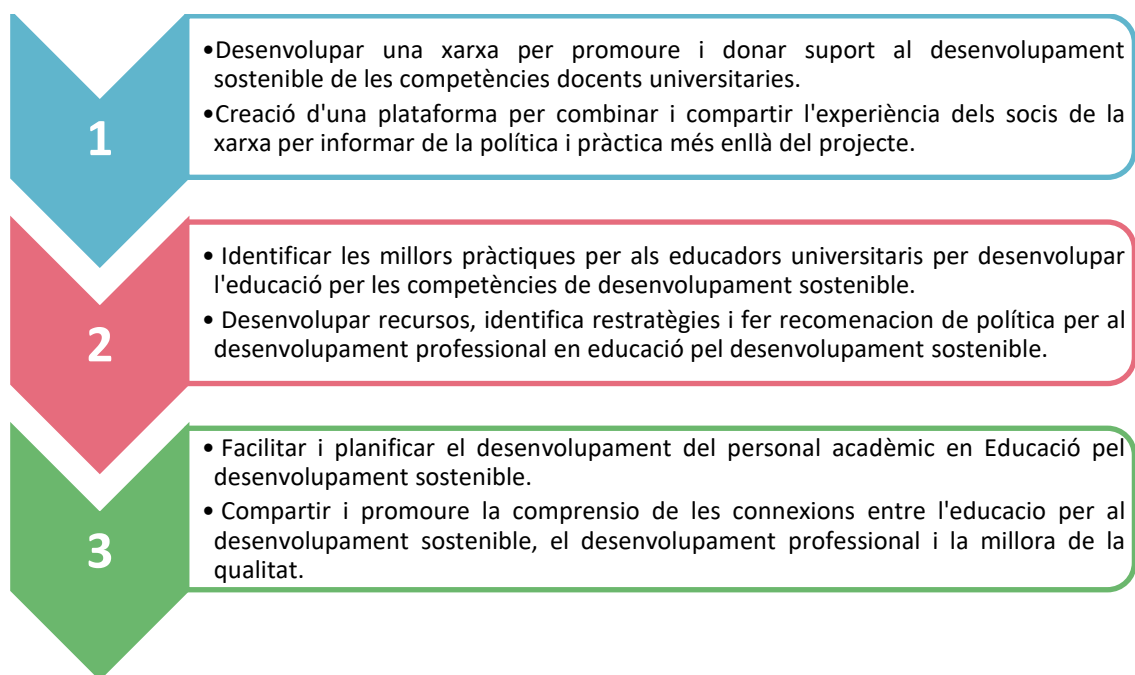 1
•Desenvolupar una xarxa per promoure i donar suport al desenvolupament
sostenible de les competències docents universitaries.
•Creació d'una plataforma per combinar i compartir l'experiència dels socis de la
xarxa per informar de la política i pràctica més enllà del projecte.
2
• Identificar les millors pràctiques per als educadors universitaris per desenvolupar
l'educació per les competències de desenvolupament sostenible.
• Desenvolupar recursos, identifica restratègies i fer recomenacion de política per al
desenvolupament professional en educació pel desenvolupament sostenible.
3
• Facilitar i planificar el desenvolupament del personal acadèmic en Educació pel
desenvolupament sostenible.
• Compartir i promoure la comprensio de les connexions entre l'educacio per al
desenvolupament sostenible, el desenvolupament professional i la millora de la
qualitat.